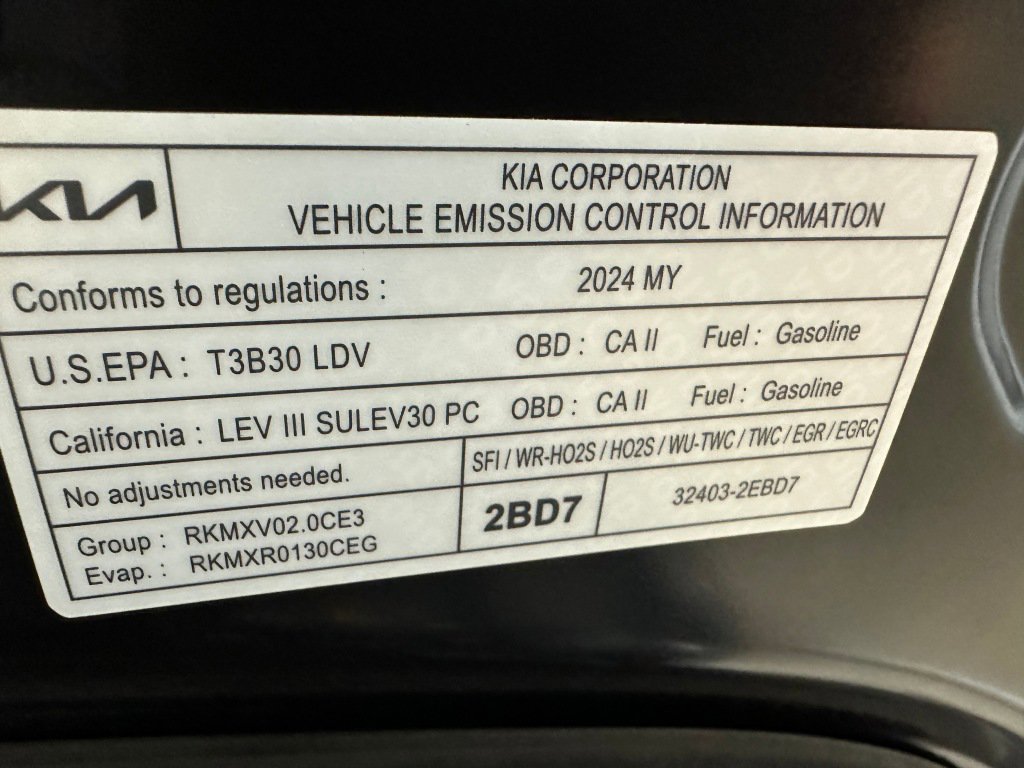 KIA
KIA CORPORATION
VEHICLE EMISSION CONTROL INFORMATION
Conforms to regulations : 2024 MY
U.S.EPA : T3B30 LDV OBD : CA II Fuel : Gasoline
California : LEV III SULEV30 PC OBD : CA II Fuel : Gasoline
No adjustments needed. SFI / WR-HO2S / HO2S / WU-TWC / TWC / EGR / EGRC
Group : RKMXV02.0CE3 2BD7 32403-2EBD7
Evap. : RKMXR0130CEG